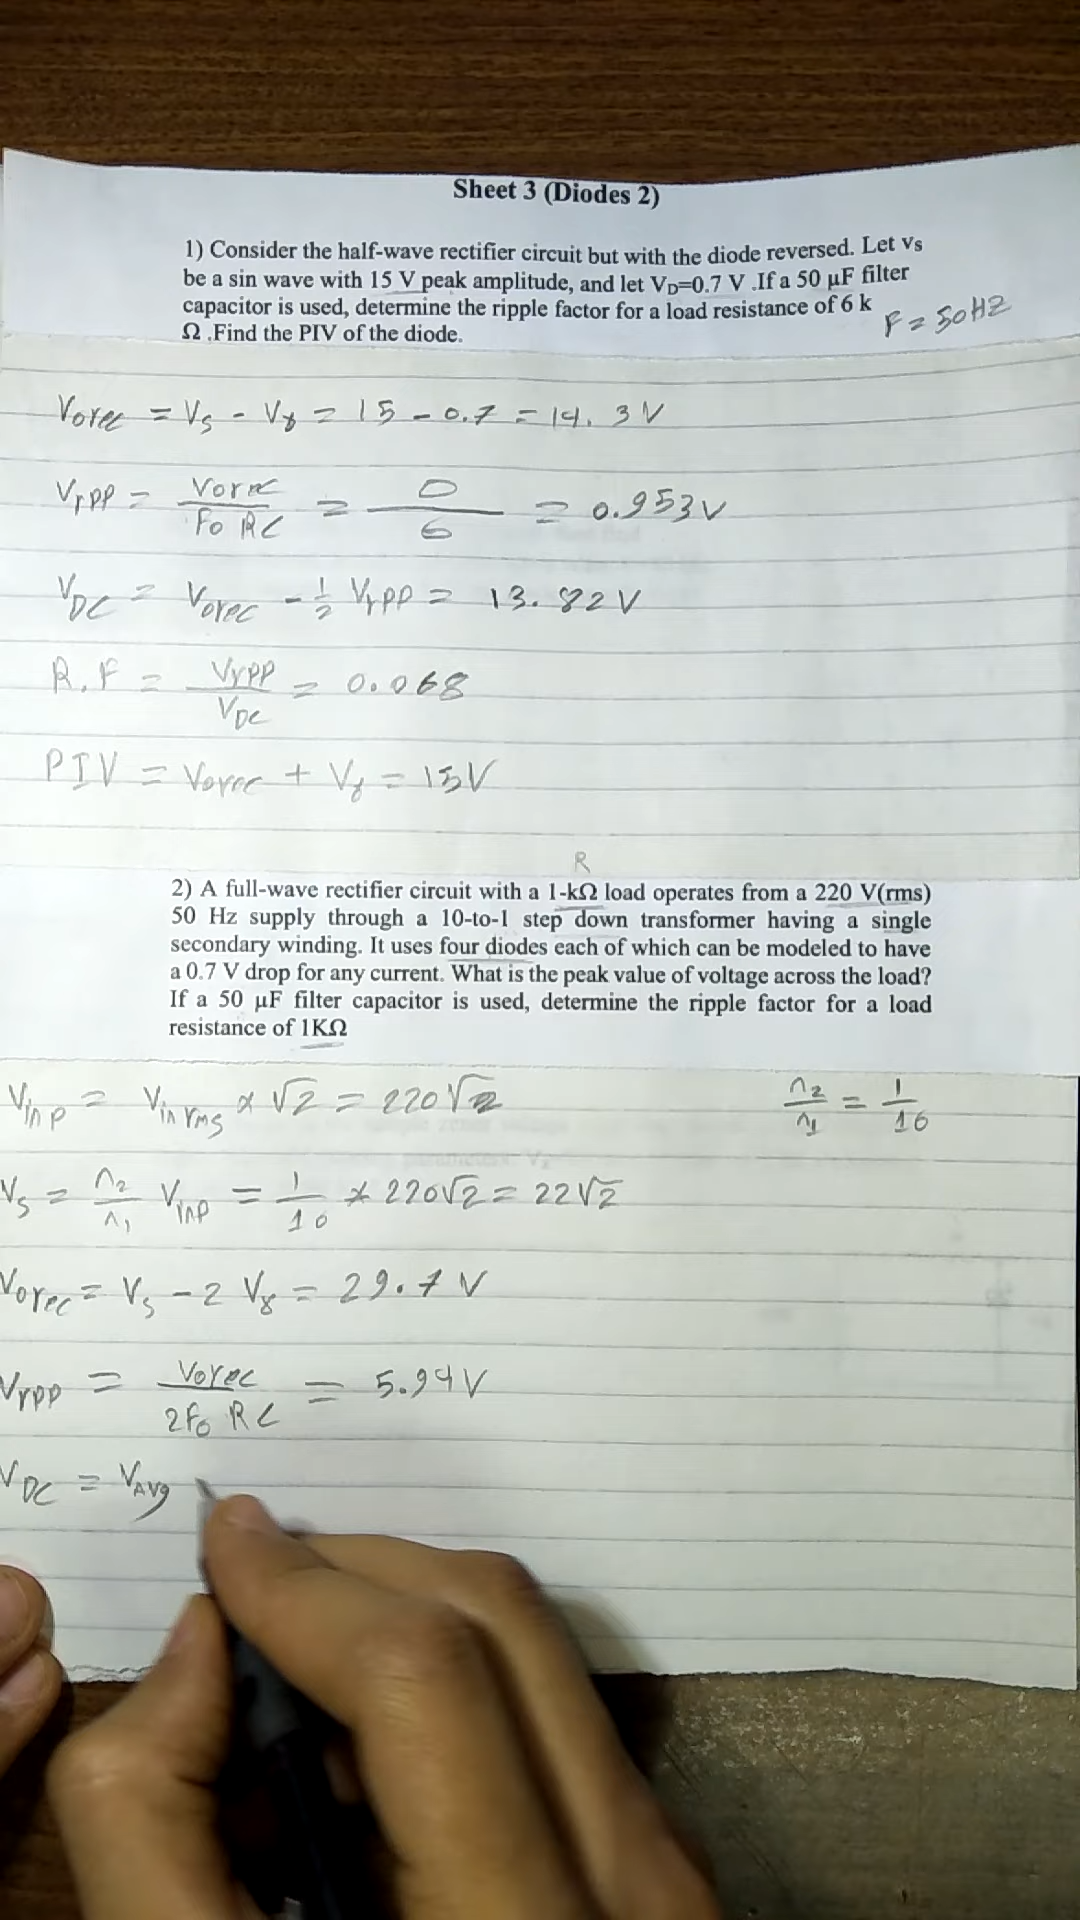 Sheet 3 (Diodes 2)
1) Consider the half-wave rectifier circuit but with the diode reversed. Let vs
be a sin wave with 15 V peak amplitude, and let VD=0.7 V .If a 50 µF filter
capacitor is used, determine the ripple factor for a load resistance of 6 k
Ω .Find the PIV of the diode.
F = 50HZ
Vorec = Vs - Vγ = 15 - 0.7 = 14.3 V
VrPP = Vorec / Fo RC = 0 / 6 = 0.953 V
VDC = Vorec - 1/2 VrPP = 13.82 V
R.F = VrPP / VDC = 0.068
PIV = Vorec + Vγ = 15V
R
2) A full-wave rectifier circuit with a 1-kΩ load operates from a 220 V(rms)
50 Hz supply through a 10-to-1 step down transformer having a single
secondary winding. It uses four diodes each of which can be modeled to have
a 0.7 V drop for any current. What is the peak value of voltage across the load?
If a 50 µF filter capacitor is used, determine the ripple factor for a load
resistance of 1KΩ
Vin p = Vin rms × √2 = 220√2
n2 / n1 = 1 / 10
Vs = n2 / n1 Vinp = 1 / 10 * 220√2 = 22√2
Vorec = Vs - 2 Vγ = 29.7 V
VrPP = Vorec / 2Fo RC = 5.94 V
VDC = VAvg